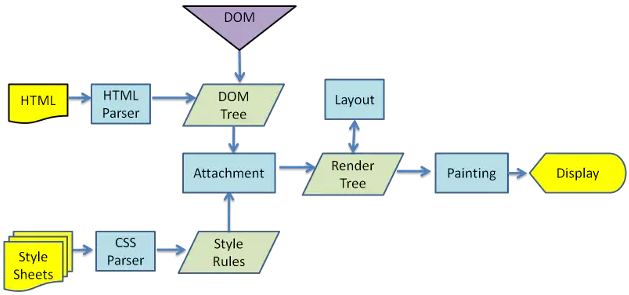 DOM
HTML
HTML
Parser
DOM
Tree
Layout
Attachment
Render
Tree
Painting
Display
Style
Sheets
CSS
Parser
Style
Rules